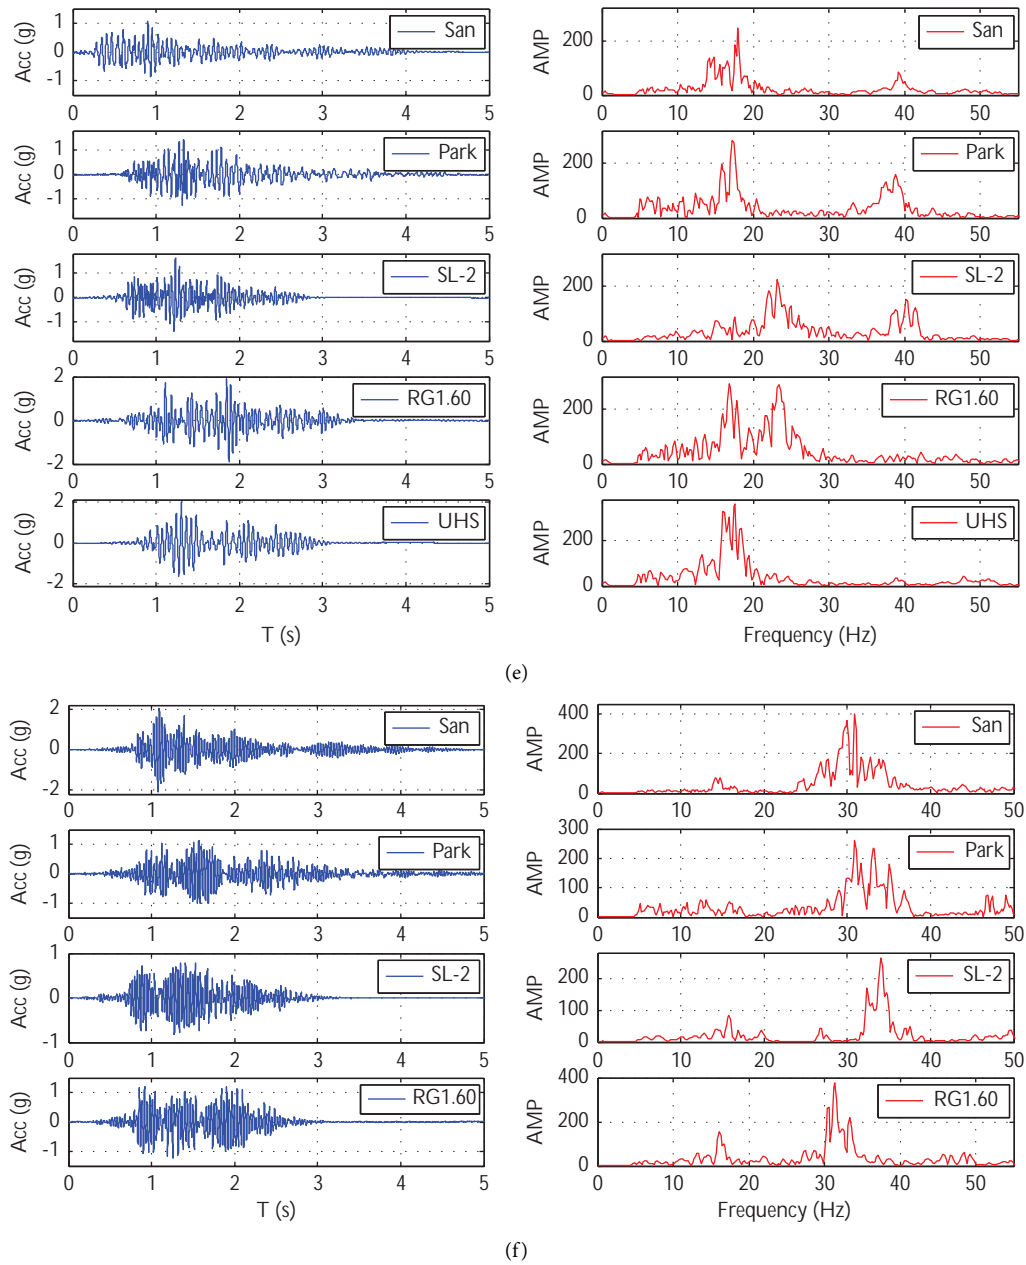 Acc (g) 1 0 -1 San
0 1 2 3 4 5
AMP 200 0 San
0 10 20 30 40 50
Acc (g) 1 0 -1 Park
0 1 2 3 4 5
AMP 200 0 Park
0 10 20 30 40 50
Acc (g) 1 0 -1 SL-2
0 1 2 3 4 5
AMP 200 0 SL-2
0 10 20 30 40 50
Acc (g) 2 0 -2 RG1.60
0 1 2 3 4 5
AMP 200 0 RG1.60
0 10 20 30 40 50
Acc (g) 2 0 -2 UHS
0 1 2 3 4 5
T (s)
AMP 200 0 UHS
0 10 20 30 40 50
Frequency (Hz)
(e)
Acc (g) 2 0 -2 San
0 1 2 3 4 5
AMP 400 200 0 San
0 10 20 30 40 50
Acc (g) 1 0 -1 Park
0 1 2 3 4 5
AMP 300 200 100 0 Park
0 10 20 30 40 50
Acc (g) 1 0 1 SL-2
0 1 2 3 4 5
AMP 200 100 0 SL-2
0 10 20 30 40 50
Acc (g) 1 0 -1 RG1.60
0 1 2 3 4 5
T (s)
AMP 400 200 0 RG1.60
0 10 20 30 40 50
Frequency (Hz)
(f)